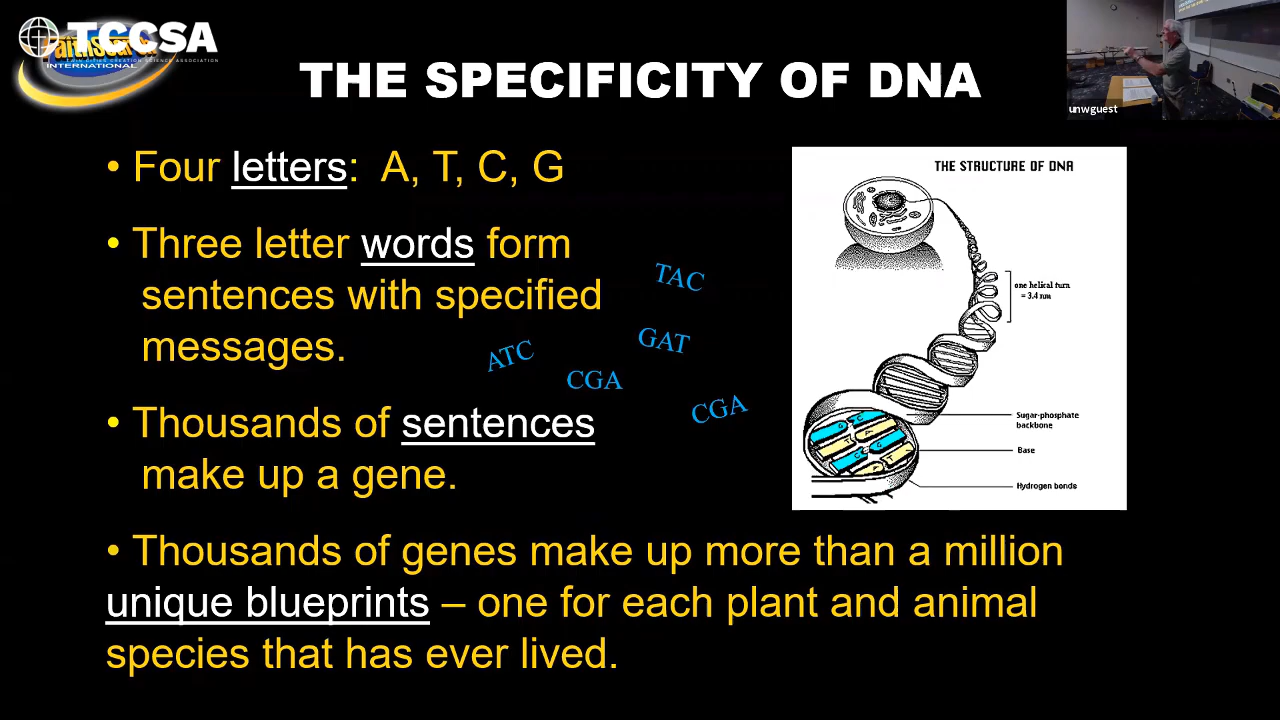 TCCSA
TWIN CITIES CREATION SCIENCE ASSOCIATION
INTERNATIONAL
THE SPECIFICITY OF DNA
unwguest
• Four letters: A, T, C, G
• Three letter words form
sentences with specified
messages.
TAC
GAT
ATC
CGA
CGA
• Thousands of sentences
make up a gene.
• Thousands of genes make up more than a million
unique blueprints – one for each plant and animal
species that has ever lived.
THE STRUCTURE OF DNA
one helical turn
= 3.4 nm
Sugar-phosphate
backbone
Base
Hydrogen bonds